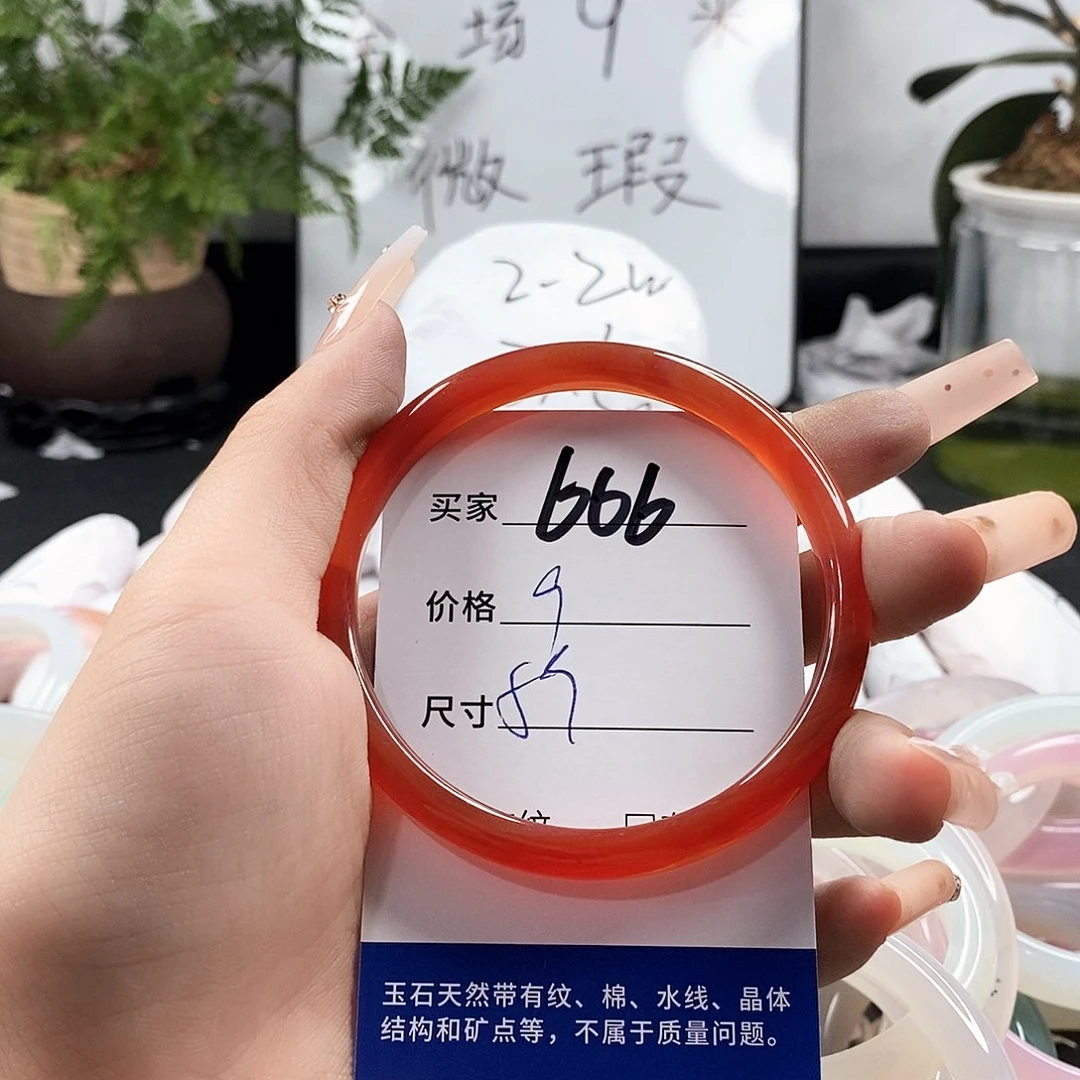 场 9 米
微瑕
2-2w
买家 666
价格 9
尺寸
玉石天然带有纹、棉、水线、晶体
结构和矿点等，不属于质量问题。